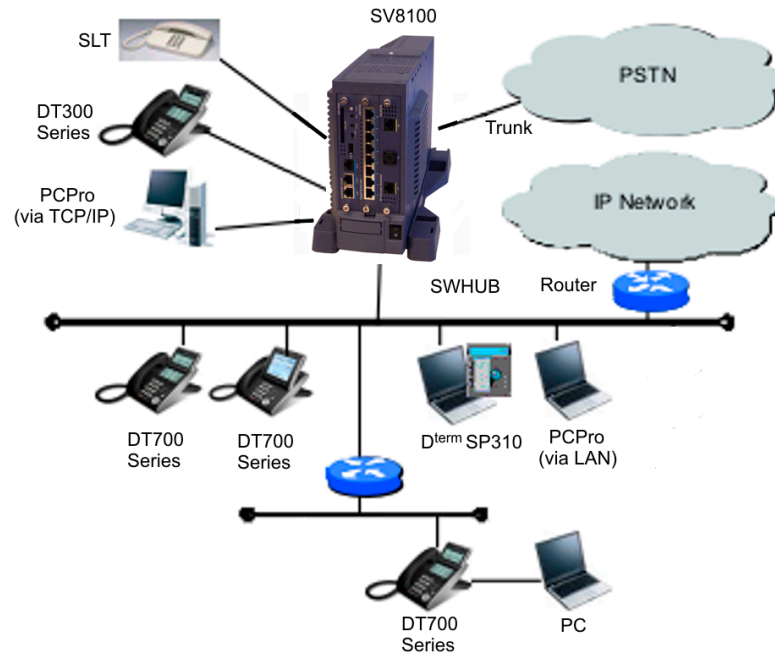 SV8100
SLT
PSTN
DT300
Series
Trunk
PCPro
(via TCP/IP)
IP Network
SWHUB
Router
DT700
Series
DT700
Series
Dterm SP310
PCPro
(via LAN)
DT700
Series
PC